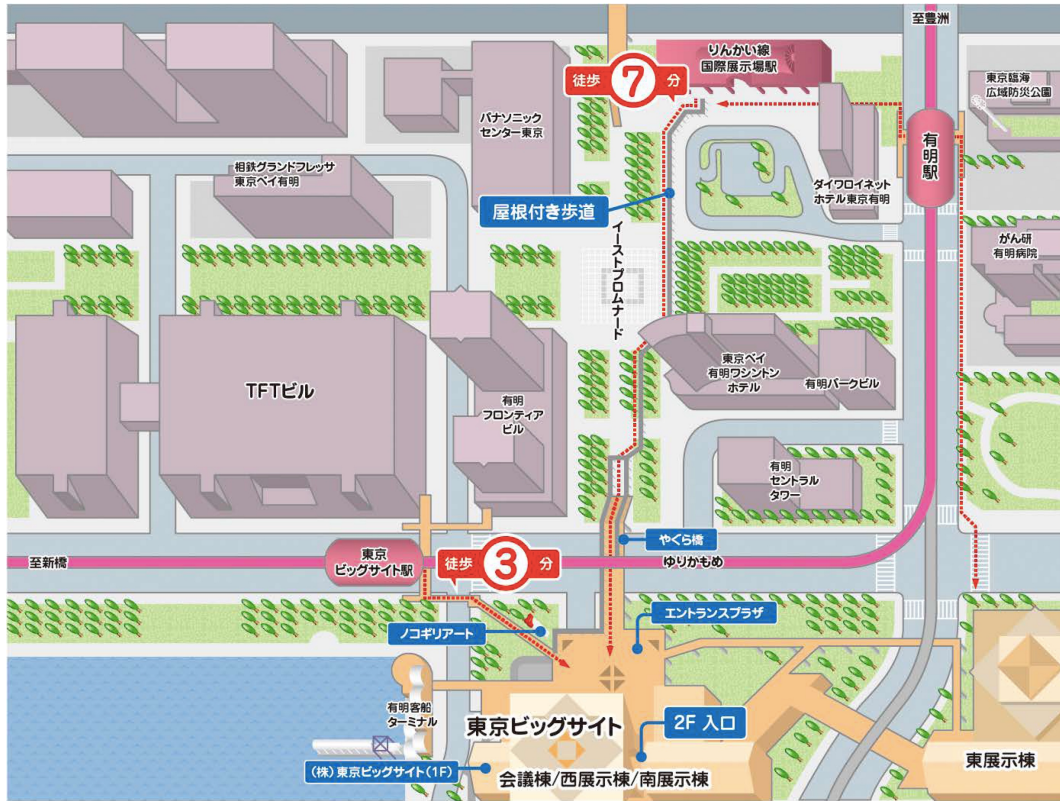 至豊洲
りんかい線
国際展示場駅
徒歩 7 分
東京臨海
広域防災公園
パナソニック
センター東京
有明駅
相鉄グランドフレッサ
東京ベイ有明
ダイワロイネット
ホテル東京有明
屋根付き歩道
イーストプロムナード
がん研
有明病院
東京ベイ
有明ワシントン
ホテル
有明パークビル
TFTビル
有明
フロンティア
ビル
有明
セントラル
タワー
やぐら橋
至新橋
東京
ビッグサイト駅
徒歩 3 分
ゆりかもめ
エントランスプラザ
ノコギリアート
有明客船
ターミナル
東京ビッグサイト
2F 入口
(株)東京ビッグサイト(1F)
会議棟/西展示棟/南展示棟
東展示棟